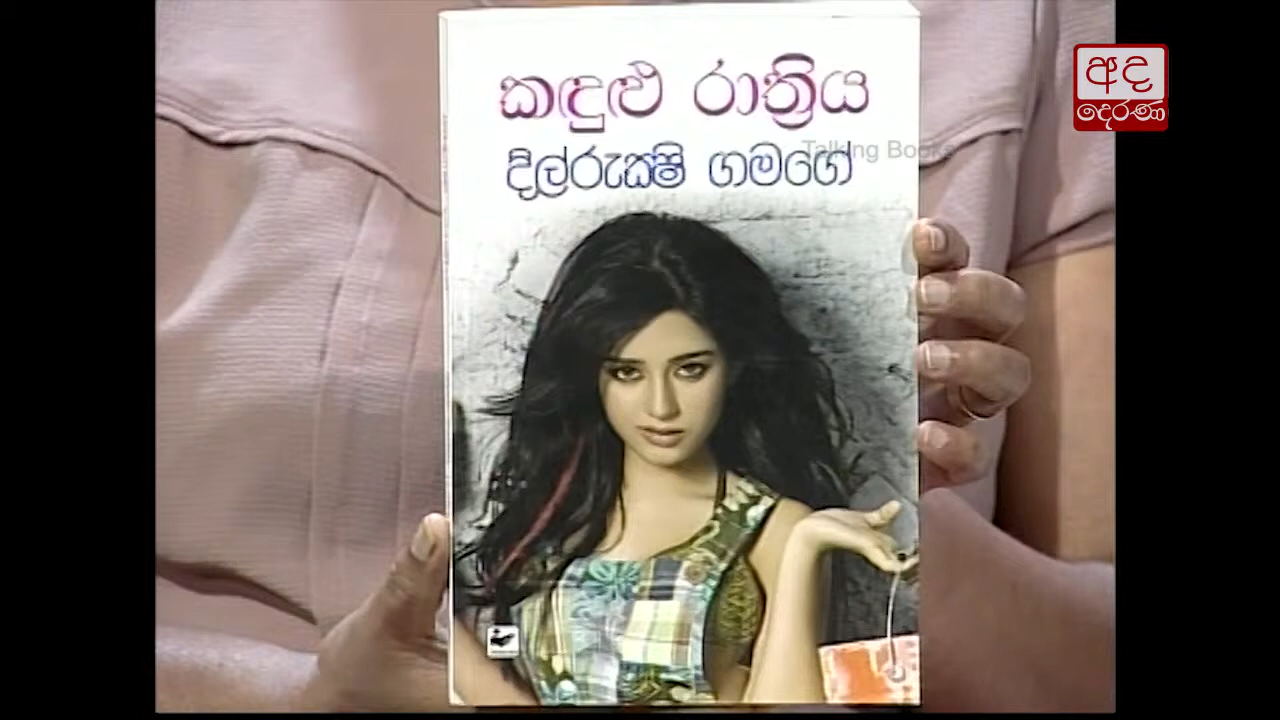 කඳුළු රාත්‍රිය
දිල්රුක්ෂි ගමගේ
Talking Books
අද
දෙරණ